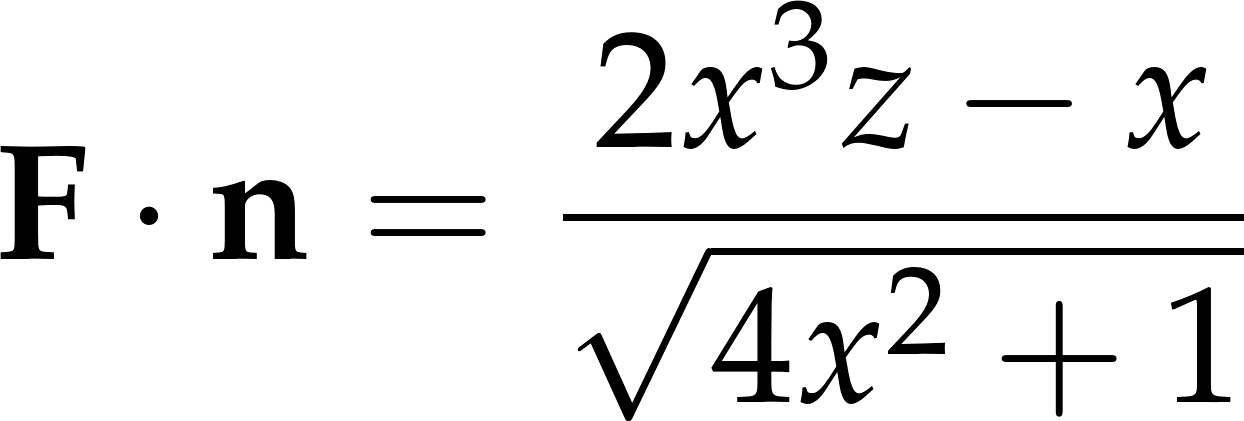 𝐅 · 𝐧 = (2x³z − x) / √(4x² + 1)